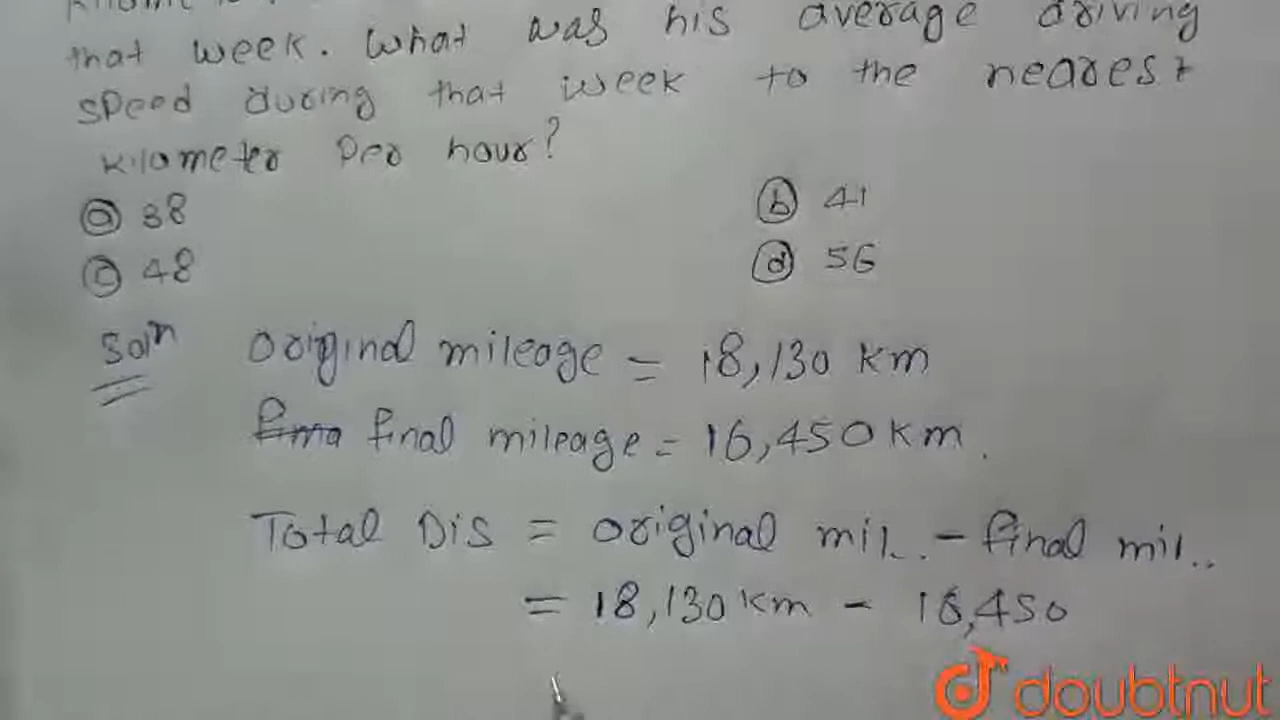 that week. What was his average driving
speed during that week to the nearest
kilometer per hour?
(a) 38 (b) 41
(c) 48 (d) 56
Soln Original mileage = 18,130 km
final mileage = 16,450 km.
Total Dis = original mil.. - final mil..
= 18,130 km - 16,450
doubtnut